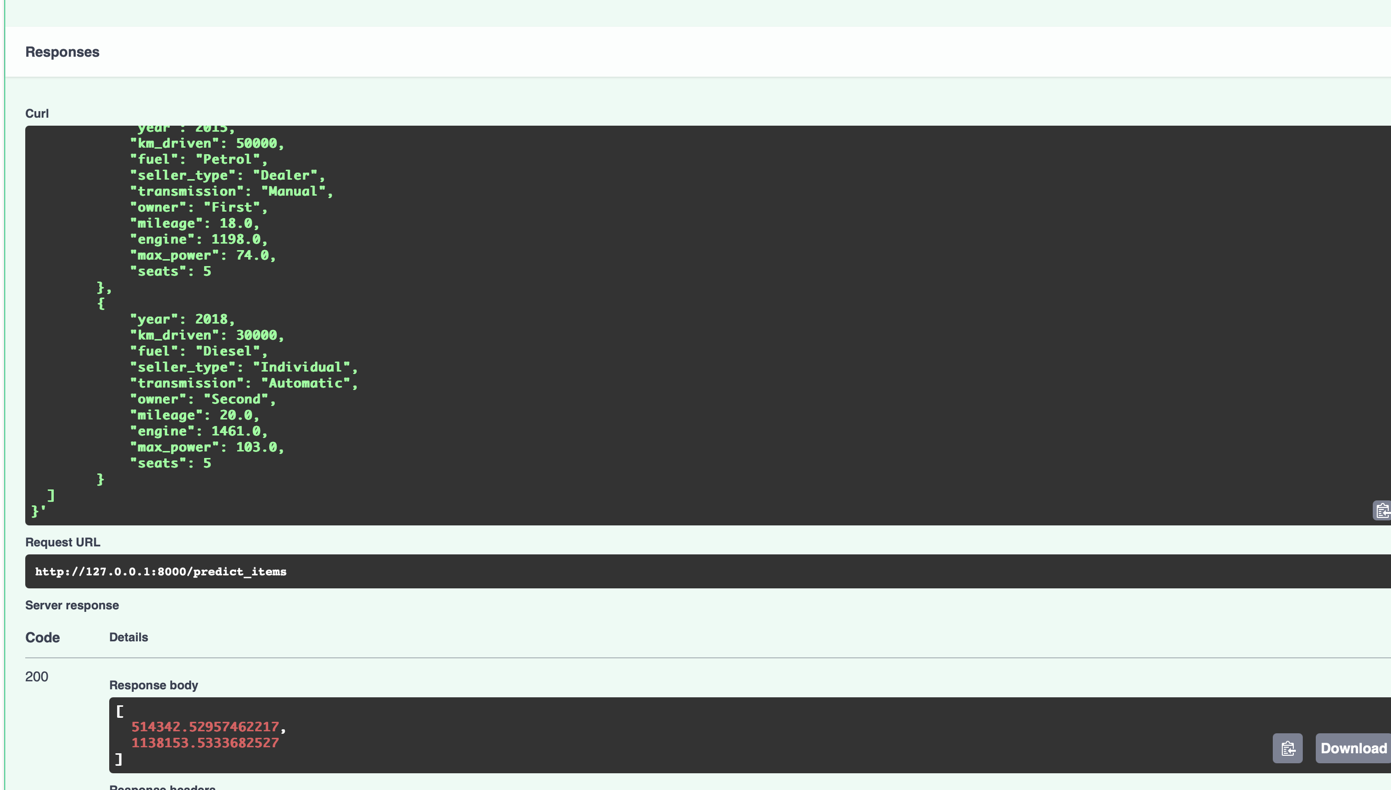 Responses
Curl
"year": 2015,
"km_driven": 50000,
"fuel": "Petrol",
"seller_type": "Dealer",
"transmission": "Manual",
"owner": "First",
"mileage": 18.0,
"engine": 1198.0,
"max_power": 74.0,
"seats": 5
},
{
"year": 2018,
"km_driven": 30000,
"fuel": "Diesel",
"seller_type": "Individual",
"transmission": "Automatic",
"owner": "Second",
"mileage": 20.0,
"engine": 1461.0,
"max_power": 103.0,
"seats": 5
}
]
}'
Request URL
http://127.0.0.1:8000/predict_items
Server response
Code Details
200
Response body
[
514342.52957462217,
1138153.5333682527
]
Download
Response headers